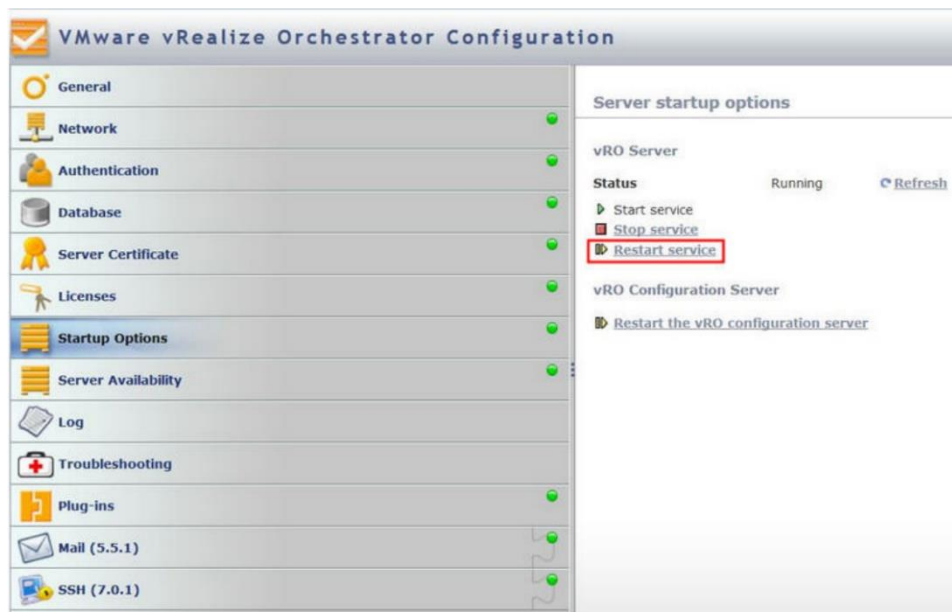 VMware vRealize Orchestrator Configuration
General
Network
Authentication
Database
Server Certificate
Licenses
Startup Options
Server Availability
Log
Troubleshooting
Plug-ins
Mail (5.5.1)
SSH (7.0.1)
Server startup options
vRO Server
Status Running Refresh
Start service
Stop service
Restart service
vRO Configuration Server
Restart the vRO configuration server